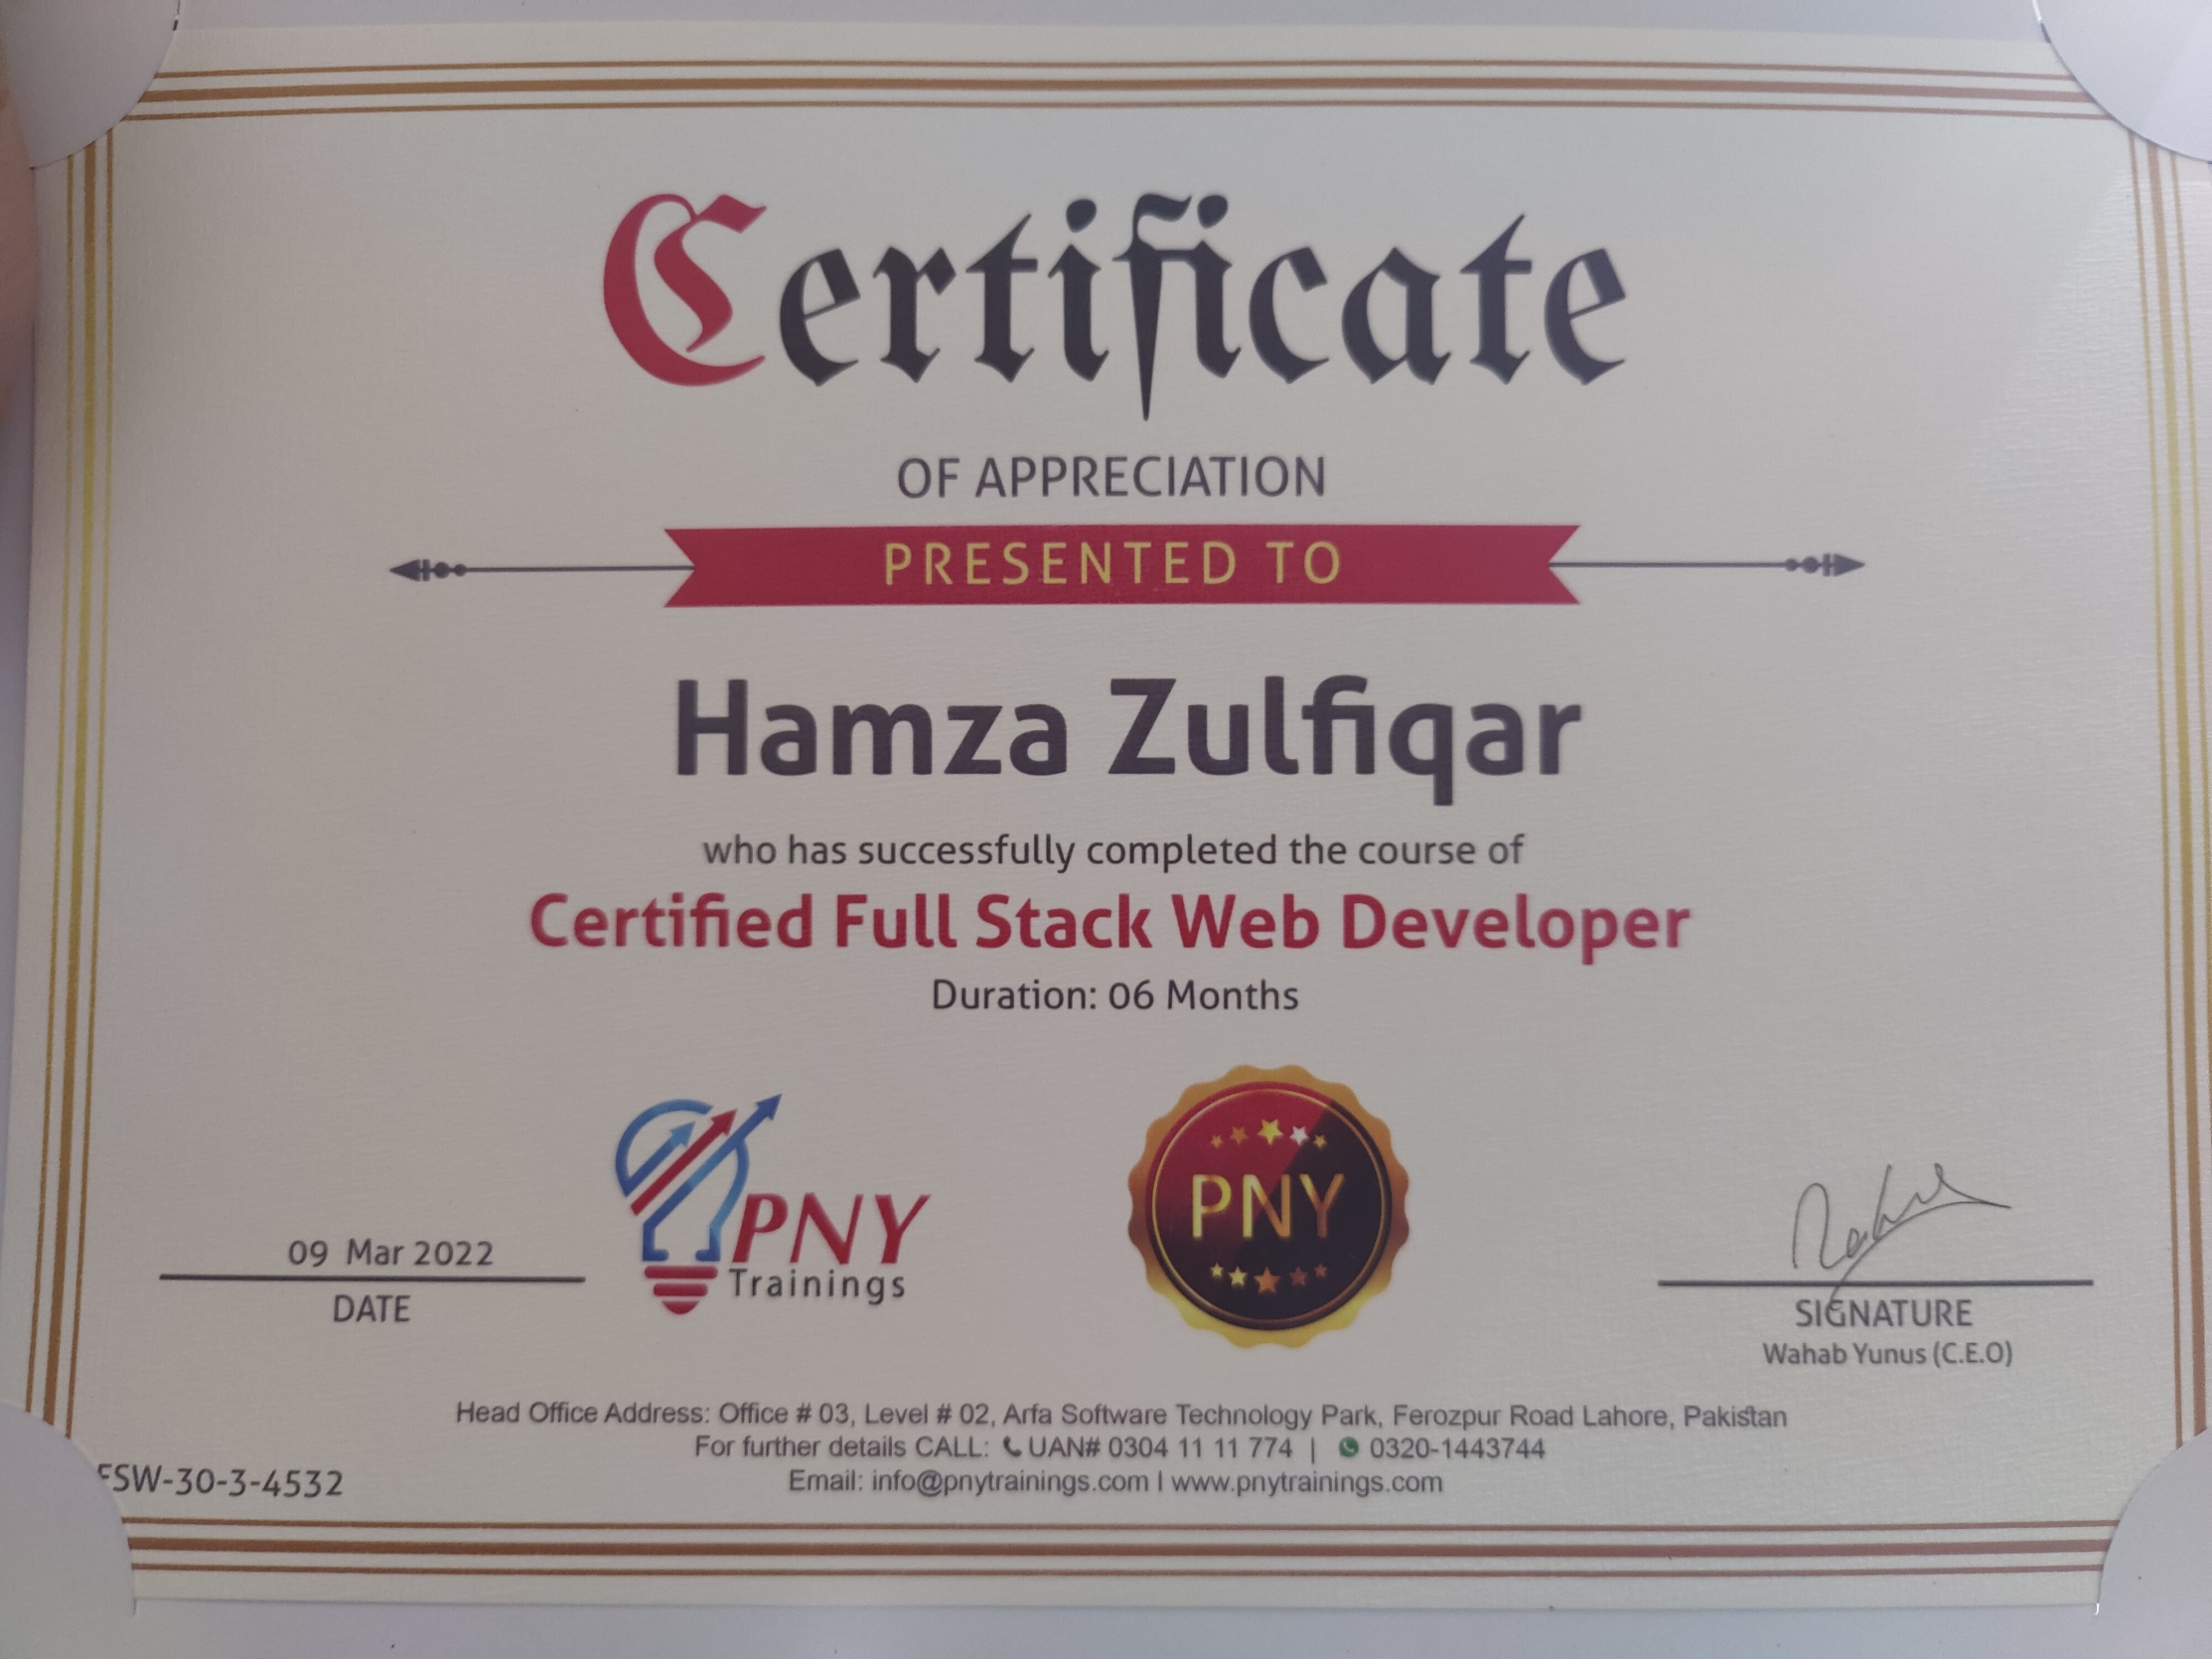 Certificate
OF APPRECIATION
PRESENTED TO
Hamza Zulfiqar
who has successfully completed the course of
Certified Full Stack Web Developer
Duration: 06 Months
PNY
Trainings
PNY
09 Mar 2022
DATE
SIGNATURE
Wahab Yunus (C.E.O)
Head Office Address: Office # 03, Level # 02, Arfa Software Technology Park, Ferozpur Road Lahore, Pakistan
For further details CALL: UAN# 0304 11 11 774 | 0320-1443744
Email: info@pnytrainings.com I www.pnytrainings.com
FSW-30-3-4532